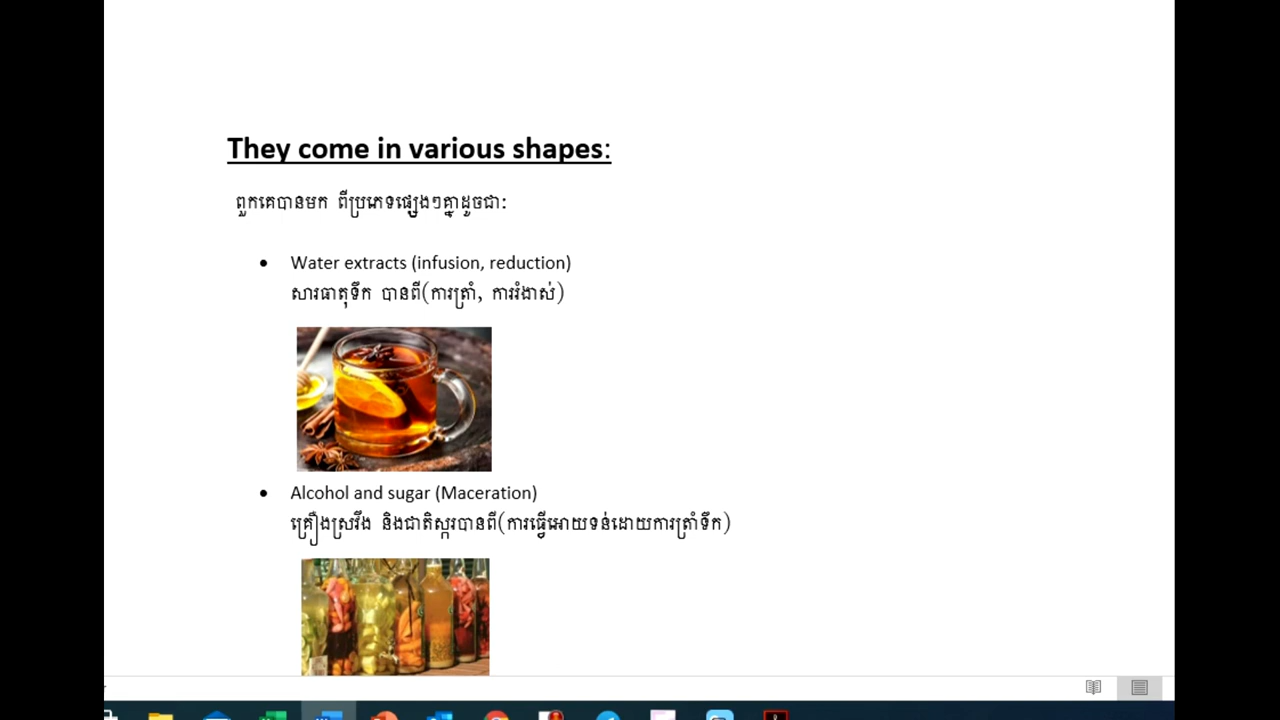 They come in various shapes:
ពួកគេបានមក ពីប្រភេទផ្សេងៗគ្នាដូចជា:
Water extracts (infusion, reduction)
សារធាតុទឹក បានពី(ការត្រាំ, ការរំងាស់)
Alcohol and sugar (Maceration)
គ្រឿងស្រវឹង និងជាតិស្ករបានពី(ការធ្វើអោយទន់ដោយការត្រាំទឹក)